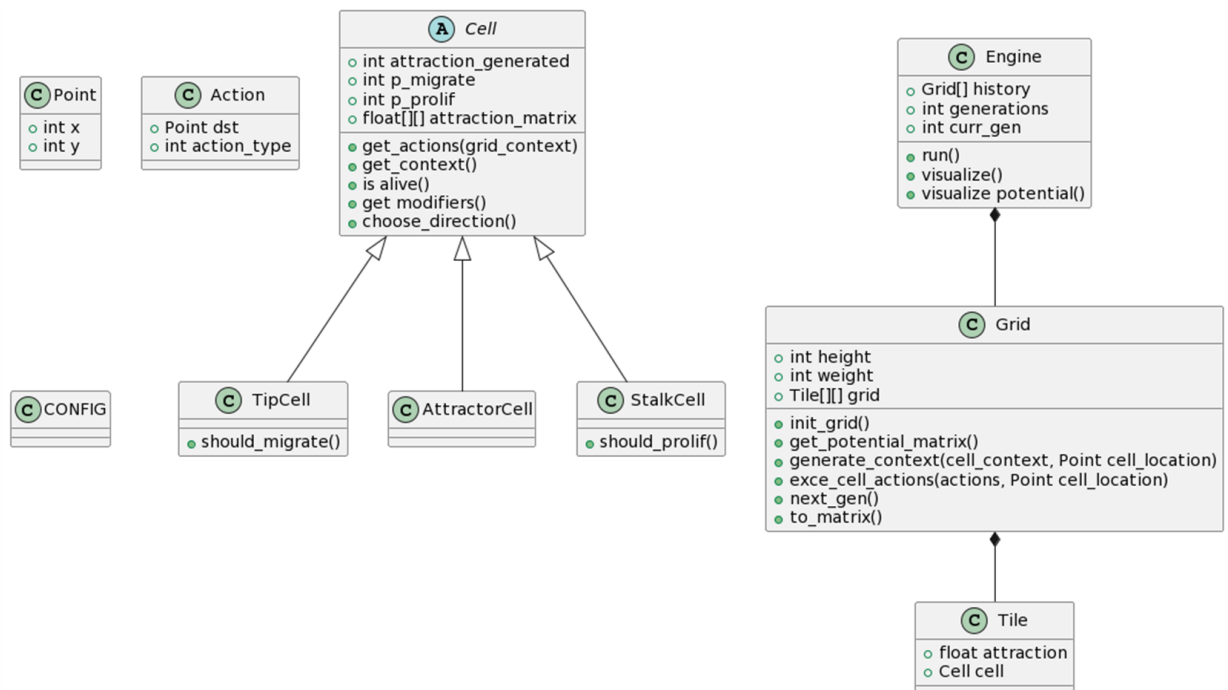 C Point
int x
int y
C Action
Point dst
int action_type
A Cell
int attraction_generated
int p_migrate
int p_prolif
float[][] attraction_matrix
get_actions(grid_context)
get_context()
is alive()
get modifiers()
choose_direction()
C Engine
Grid[] history
int generations
int curr_gen
run()
visualize()
visualize potential()
C CONFIG
C TipCell
should_migrate()
C AttractorCell
C StalkCell
should_prolif()
C Grid
int height
int weight
Tile[][] grid
init_grid()
get_potential_matrix()
generate_context(cell_context, Point cell_location)
exce_cell_actions(actions, Point cell_location)
next_gen()
to_matrix()
C Tile
float attraction
Cell cell